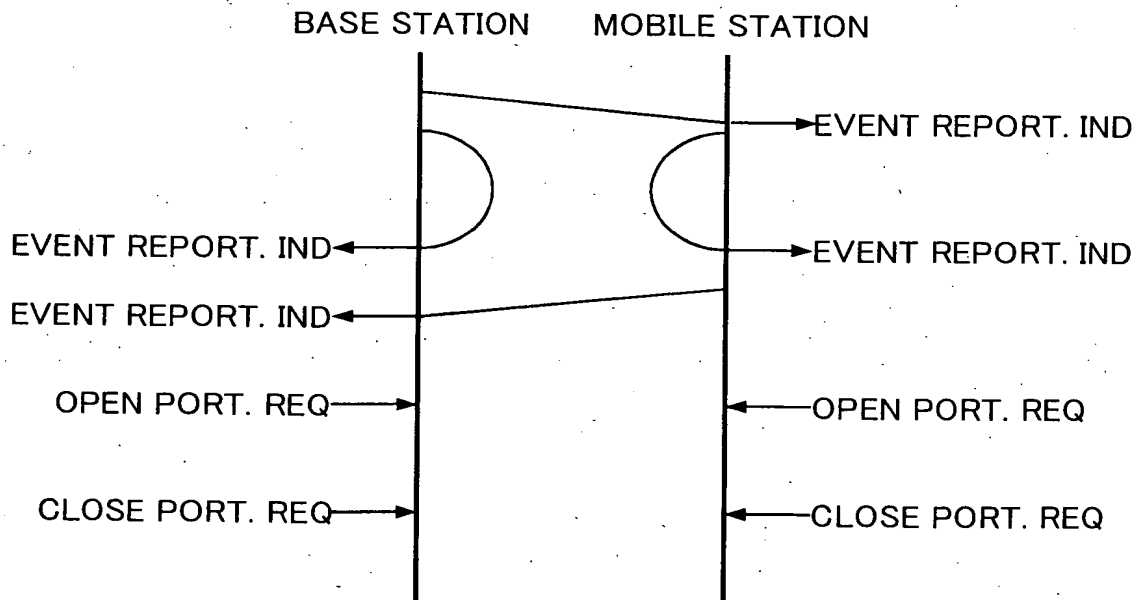 BASE STATION
MOBILE STATION
EVENT REPORT. IND
EVENT REPORT. IND
EVENT REPORT. IND
EVENT REPORT. IND
OPEN PORT. REQ
OPEN PORT. REQ
CLOSE PORT. REQ
CLOSE PORT. REQ